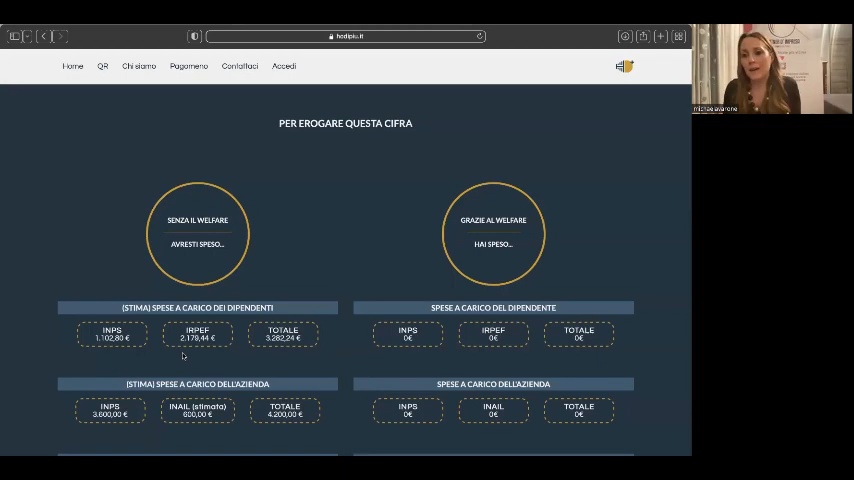 hodipiu.it
Home QR Chi siamo Pagomeno Contattaci Accedi
PER EROGARE QUESTA CIFRA
SENZA IL WELFARE
AVRESTI SPESO...
GRAZIE AL WELFARE
HAI SPESO...
(STIMA) SPESE A CARICO DEI DIPENDENTI
INPS
1.102,80 €
IRPEF
2.179,44 €
TOTALE
3.282,24 €
SPESE A CARICO DEL DIPENDENTE
INPS
0€
IRPEF
0€
TOTALE
0€
(STIMA) SPESE A CARICO DELL'AZIENDA
INPS
3.600,00 €
INAIL (stimata)
600,00 €
TOTALE
4.200,00 €
SPESE A CARICO DELL'AZIENDA
INPS
0€
INAIL
0€
TOTALE
0€
michaelavarone